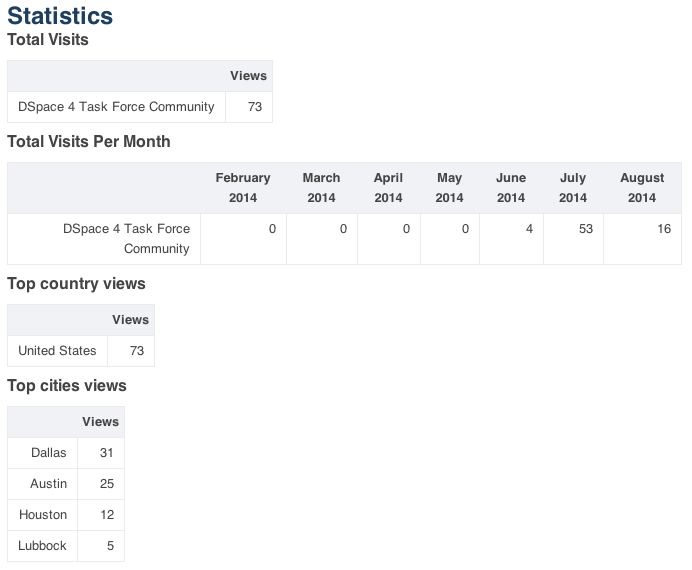 Statistics
Total Visits
Views
DSpace 4 Task Force Community 73
Total Visits Per Month
February March April May June July August
2014 2014 2014 2014 2014 2014 2014
DSpace 4 Task Force 0 0 0 0 4 53 16
Community
Top country views
Views
United States 73
Top cities views
Views
Dallas 31
Austin 25
Houston 12
Lubbock 5